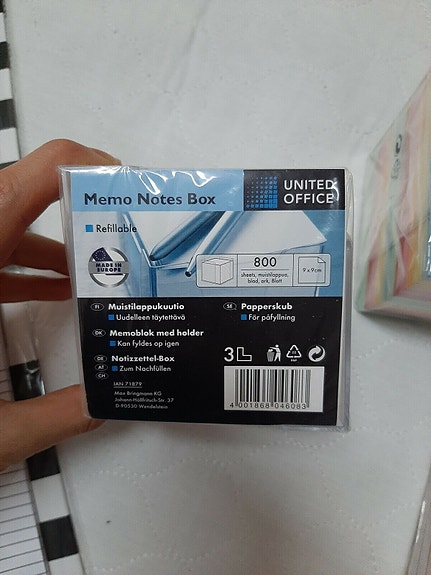 Memo Notes Box
UNITED
OFFICE
Refillable
MADE IN
EUROPE
800
sheets, muistilappua,
blad, ark, Blatt
9 x 9 cm
FI Muistilappukuutio
Uudelleen täytettävä
SE Papperskub
För påfyllning
DK Memoblok med holder
Kan fyldes op igen
DE Notizzettel-Box
AT Zum Nachfüllen
CH
IAN 71879
Max Bringmann KG
Johann-Höllfritsch-Str. 37
D-90530 Wendelstein
3
4 001868 046083